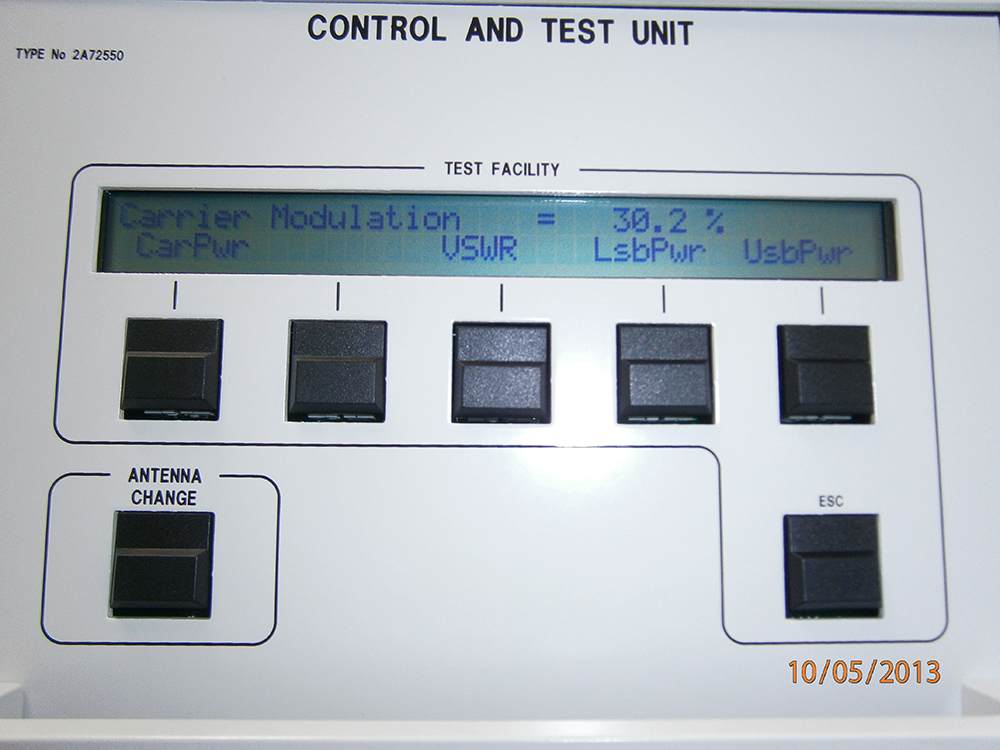 CONTROL AND TEST UNIT
TYPE No 2A72550
TEST FACILITY
Carrier Modulation = 30.2 %
CarPwr VSWR LsbPwr UsbPwr
ANTENNA
CHANGE
ESC
10/05/2013